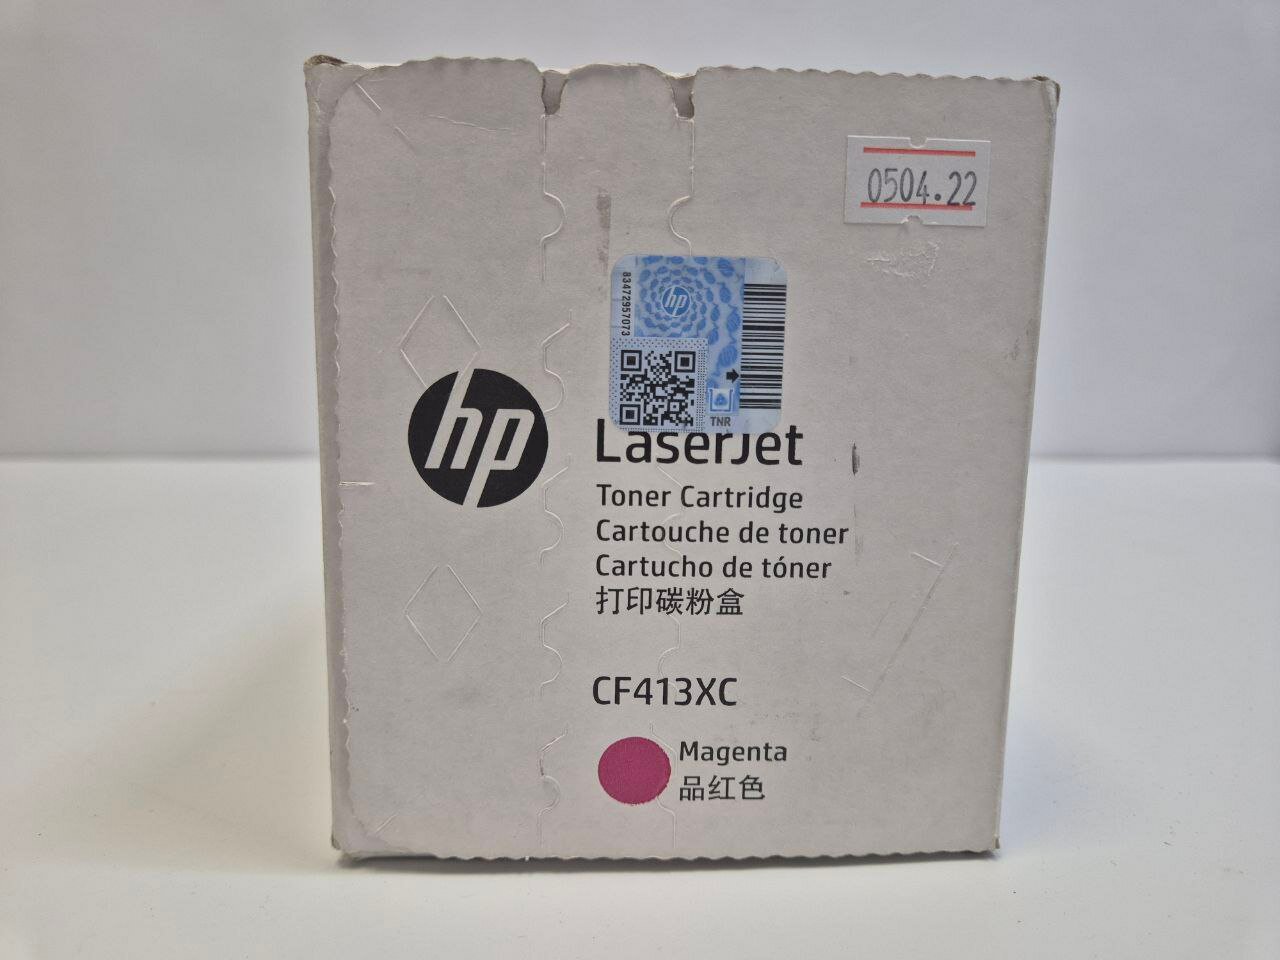 0504.22
83472957073
hp
TNR
hp
LaserJet
Toner Cartridge
Cartouche de toner
Cartucho de tóner
打印碳粉盒
CF413XC
Magenta
品红色